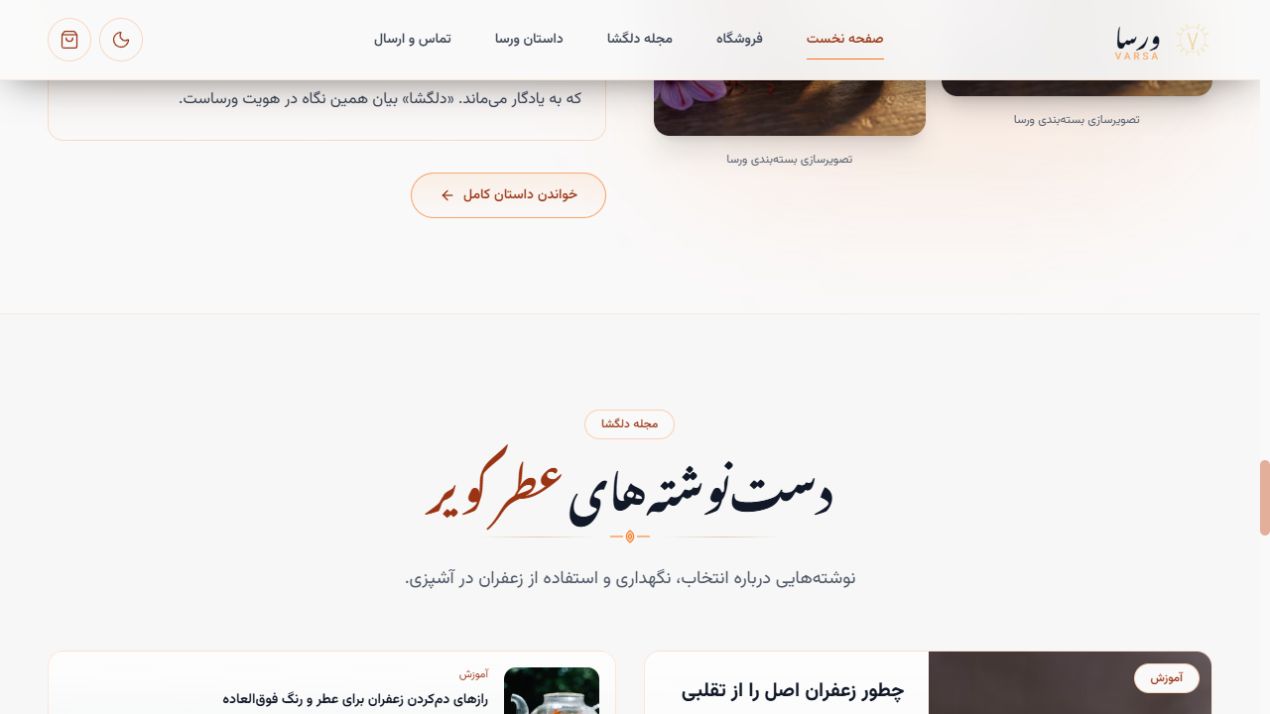 ورسا
VARSA
صفحه نخست
فروشگاه
مجله دلگشا
داستان ورسا
تماس و ارسال
تصویرسازی بسته‌بندی ورسا
تصویرسازی بسته‌بندی ورسا
که به یادگار می‌ماند. «دلگشا» بیان همین نگاه در هویت ورساست.
خواندن داستان کامل
مجله دلگشا
دست‌نوشته‌های عطر کویر
نوشته‌هایی درباره انتخاب، نگهداری و استفاده از زعفران در آشپزی.
آموزش
چطور زعفران اصل را از تقلبی
آموزش
رازهای دم‌کردن زعفران برای عطر و رنگ فوق‌العاده